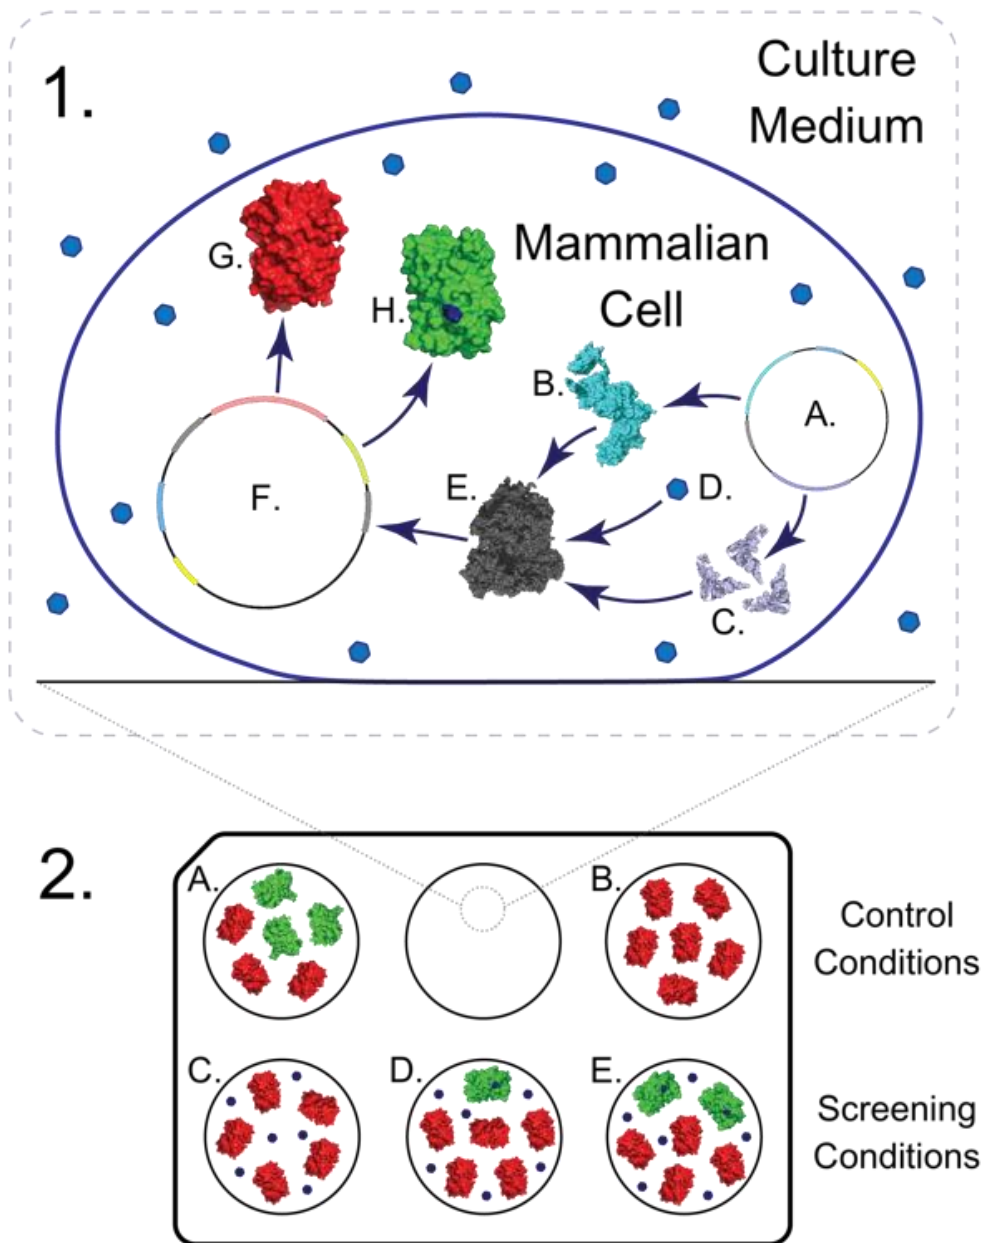 1.
Culture
Medium
G.
H.
Mammalian
Cell
B.
A.
E.
D.
F.
C.
2.
A.
B.
Control
Conditions
C.
D.
E.
Screening
Conditions